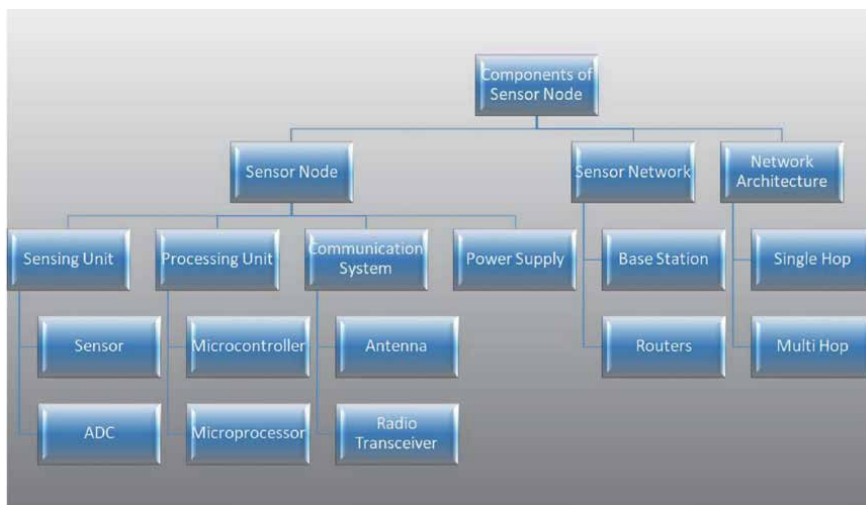 Components of
Sensor Node
Sensor Node
Sensor Network
Network
Architecture
Sensing Unit
Processing Unit
Communication
System
Power Supply
Base Station
Single Hop
Sensor
Microcontroller
Antenna
Routers
Multi Hop
ADC
Microprocessor
Radio
Transceiver